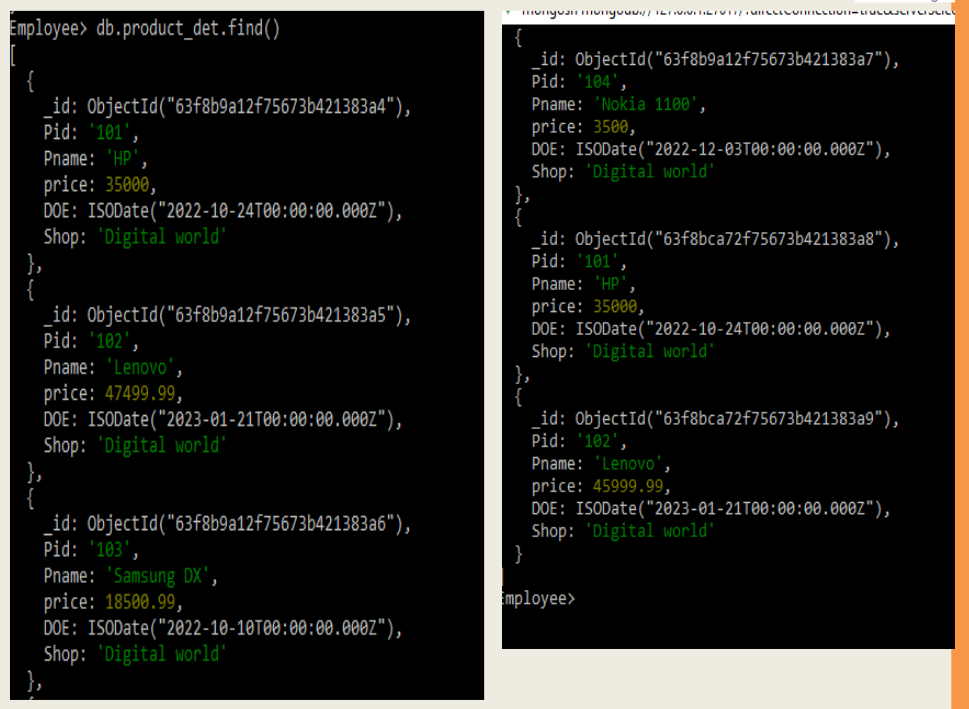 Employee> db.product_det.find()
[
{
_id: ObjectId("63f8b9a12f75673b421383a4"),
Pid: '101',
Pname: 'HP',
price: 35000,
DOE: ISODate("2022-10-24T00:00:00.000Z"),
Shop: 'Digital world'
},
{
_id: ObjectId("63f8b9a12f75673b421383a5"),
Pid: '102',
Pname: 'Lenovo',
price: 47499.99,
DOE: ISODate("2023-01-21T00:00:00.000Z"),
Shop: 'Digital world'
},
{
_id: ObjectId("63f8b9a12f75673b421383a6"),
Pid: '103',
Pname: 'Samsung DX',
price: 18500.99,
DOE: ISODate("2022-10-10T00:00:00.000Z"),
Shop: 'Digital world'
},
{
_id: ObjectId("63f8b9a12f75673b421383a7"),
Pid: '104',
Pname: 'Nokia 1100',
price: 3500,
DOE: ISODate("2022-12-03T00:00:00.000Z"),
Shop: 'Digital world'
},
{
_id: ObjectId("63f8bca72f75673b421383a8"),
Pid: '101',
Pname: 'HP',
price: 35000,
DOE: ISODate("2022-10-24T00:00:00.000Z"),
Shop: 'Digital world'
},
{
_id: ObjectId("63f8bca72f75673b421383a9"),
Pid: '102',
Pname: 'Lenovo',
price: 45999.99,
DOE: ISODate("2023-01-21T00:00:00.000Z"),
Shop: 'Digital world'
}
]
Employee>